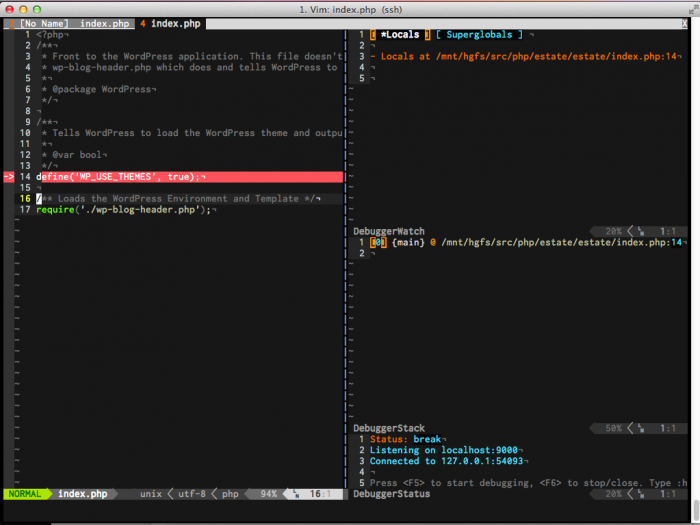 1. Vim: index.php (ssh)
[No Name] index.php 4 index.php X
1 <?php
2 /**
3 * Front to the WordPress application. This file doesn't
4 * wp-blog-header.php which does and tells WordPress to
5 *
6 * @package WordPress
7 */
8
9 /**
10 * Tells WordPress to load the WordPress theme and outpu
11 *
12 * @var bool
13 */
-> 14 define('WP_USE_THEMES', true);
15
16 /** Loads the WordPress Environment and Template */
17 require('./wp-blog-header.php');
NORMAL index.php unix utf-8 php 94% 16:1
1 [ *Locals ] [ Superglobals ]
2
3 - Locals at /mnt/hgfs/src/php/estate/estate/index.php:14
4
5
DebuggerWatch 20% 1:1
1 [0] {main} @ /mnt/hgfs/src/php/estate/estate/index.php:14
2
DebuggerStack 50% 1:1
1 Status: break
2 Listening on localhost:9000
3 Connected to 127.0.0.1:54093
4
5 Press <F5> to start debugging, <F6> to stop/close. Type :h
DebuggerStatus 20% 1:1